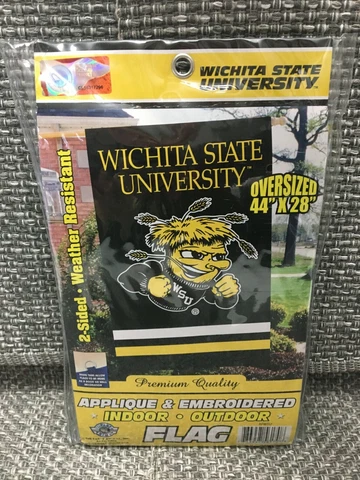 WICHITA STATE
UNIVERSITY.
WICHITA STATE
UNIVERSITY™
OVERSIZED
44" X 28"
2-Sided • Weather Resistant
WSU
Premium Quality
APPLIQUE & EMBROIDERED
INDOOR • OUTDOOR
FLAG